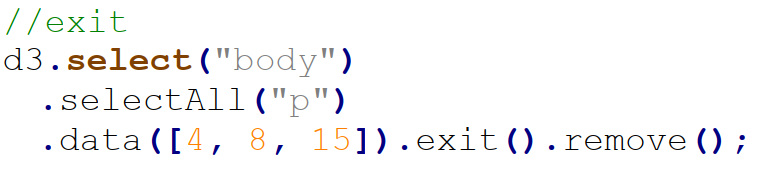 //exit
d3.select("body")
  .selectAll("p")
  .data([4, 8, 15]).exit().remove();